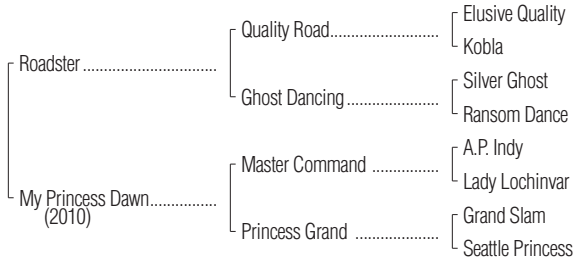 Elusive Quality
Quality Road
Kobla
Roadster
Silver Ghost
Ghost Dancing
Ransom Dance
A.P. Indy
Master Command
Lady Lochinvar
My Princess Dawn
(2010)
Grand Slam
Princess Grand
Seattle Princess